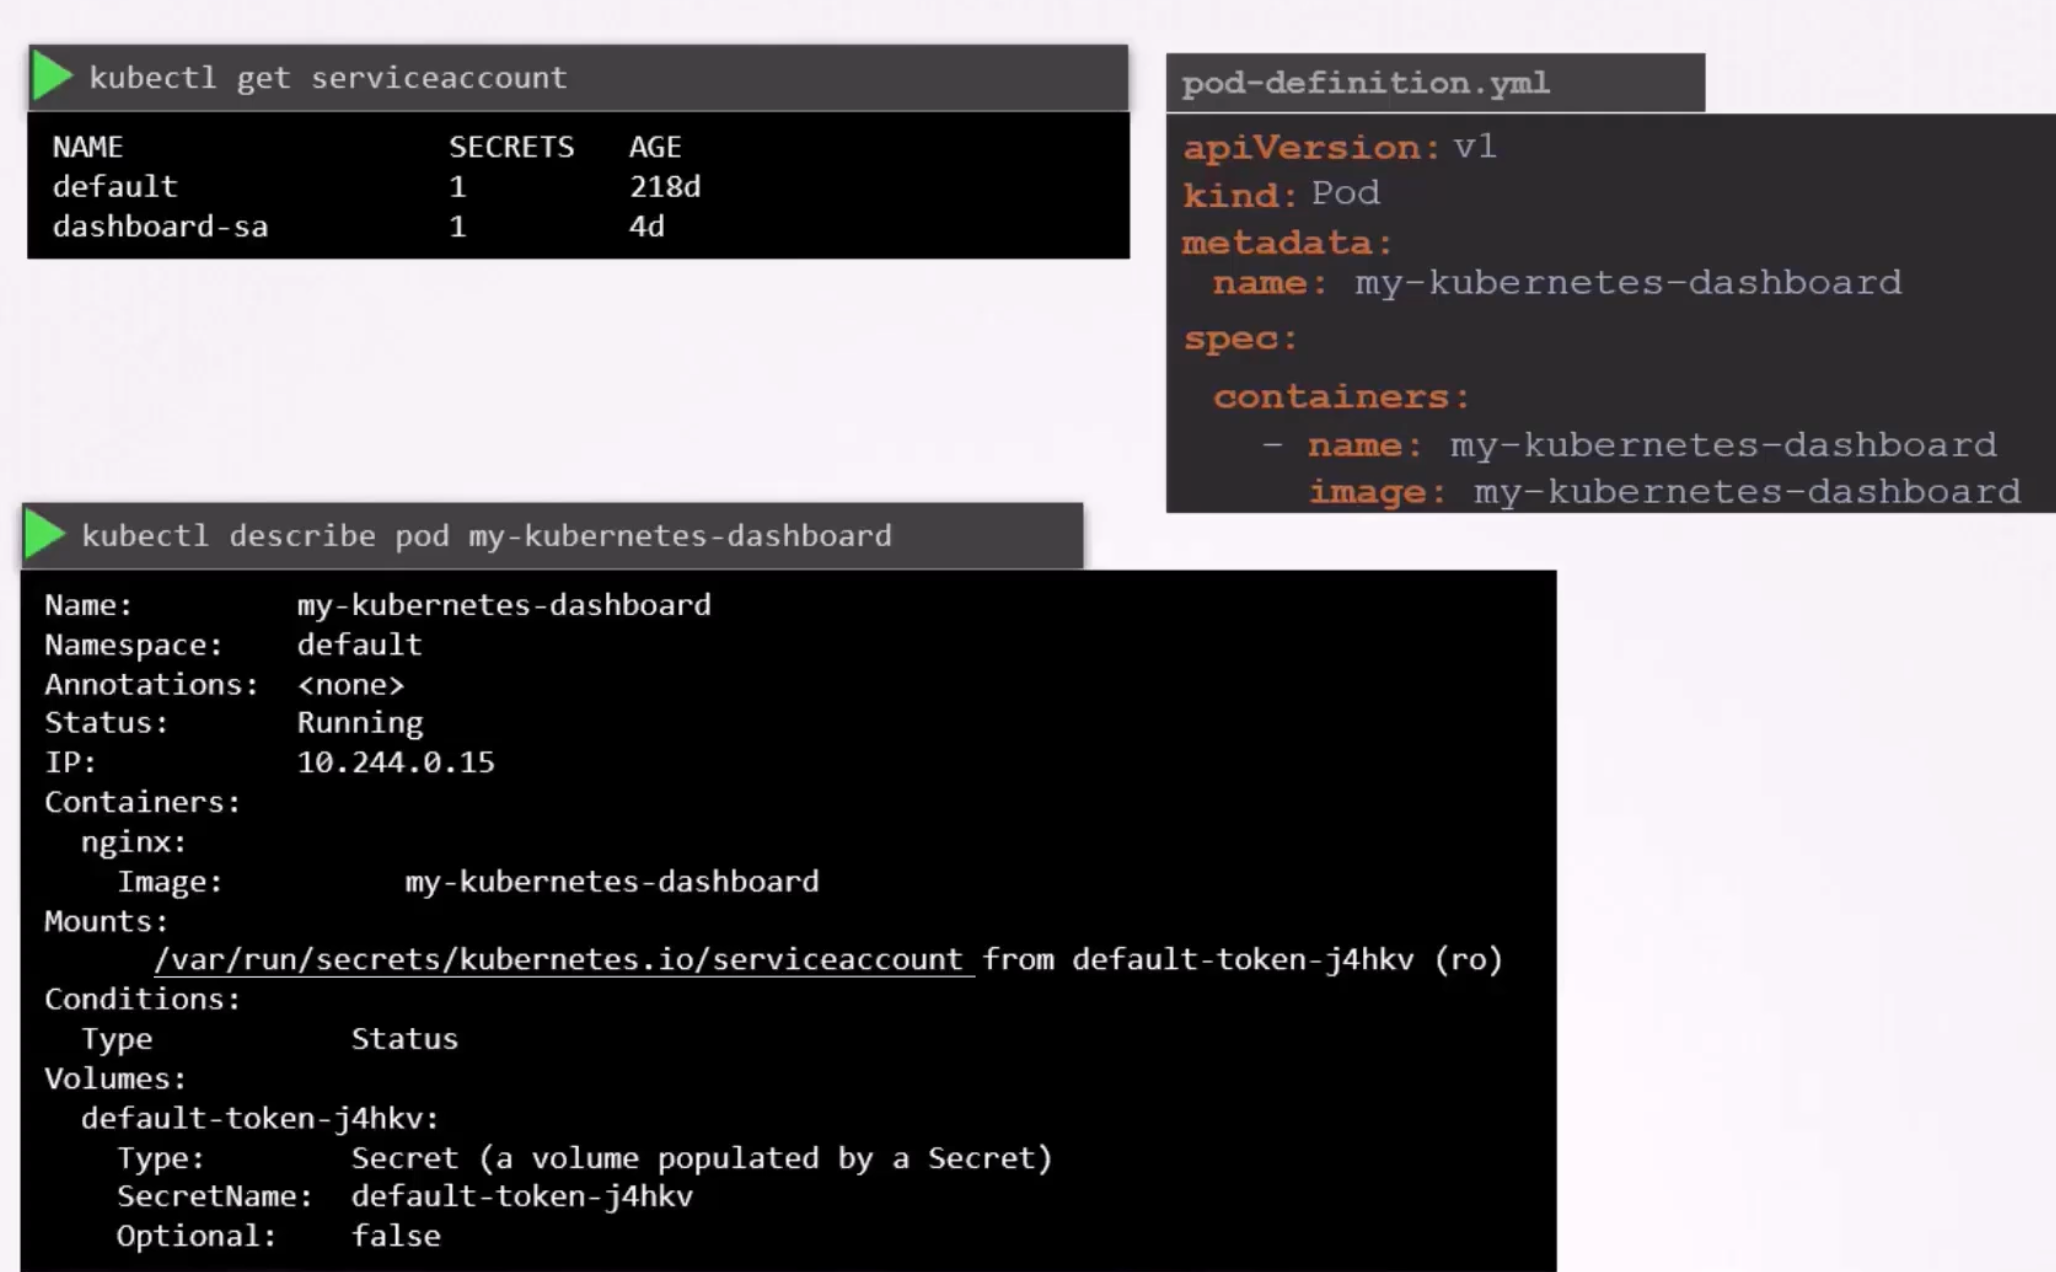 kubectl get serviceaccount
NAME SECRETS AGE
default 1 218d
dashboard-sa 1 4d
pod-definition.yml
apiVersion: v1
kind: Pod
metadata:
name: my-kubernetes-dashboard
spec:
containers:
- name: my-kubernetes-dashboard
image: my-kubernetes-dashboard
kubectl describe pod my-kubernetes-dashboard
Name: my-kubernetes-dashboard
Namespace: default
Annotations: <none>
Status: Running
IP: 10.244.0.15
Containers:
nginx:
Image: my-kubernetes-dashboard
Mounts:
/var/run/secrets/kubernetes.io/serviceaccount from default-token-j4hkv (ro)
Conditions:
Type Status
Volumes:
default-token-j4hkv:
Type: Secret (a volume populated by a Secret)
SecretName: default-token-j4hkv
Optional: false